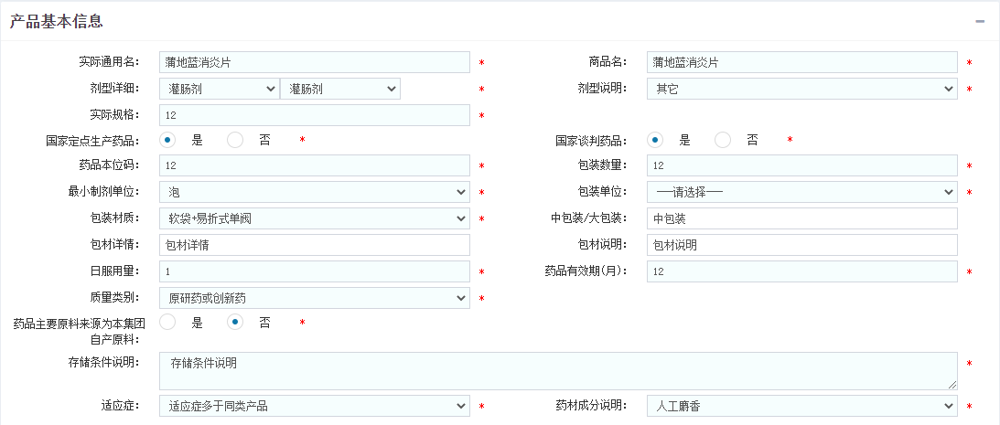 产品基本信息
实际通用名: 蒲地蓝消炎片 * 商品名: 蒲地蓝消炎片 *
剂型详细: 灌肠剂 灌肠剂 * 剂型说明: 其它 *
实际规格: 12 *
国家定点生产药品: 是 否 * 国家谈判药品: 是 否 *
药品本位码: 12 * 包装数量: 12 *
最小制剂单位: 泡 * 包装单位: ──请选择── *
包装材质: 软袋+易折式单阀 * 中包装/大包装: 中包装
包材详情: 包材详情 包材说明: 包材说明
日服用量: 1 * 药品有效期(月): 12 *
质量类别: 原研药或创新药 *
药品主要原料来源为本集团 是 否 *
自产原料:
存储条件说明: 存储条件说明 *
适应症: 适应症多于同类产品 * 药材成分说明: 人工麝香 *